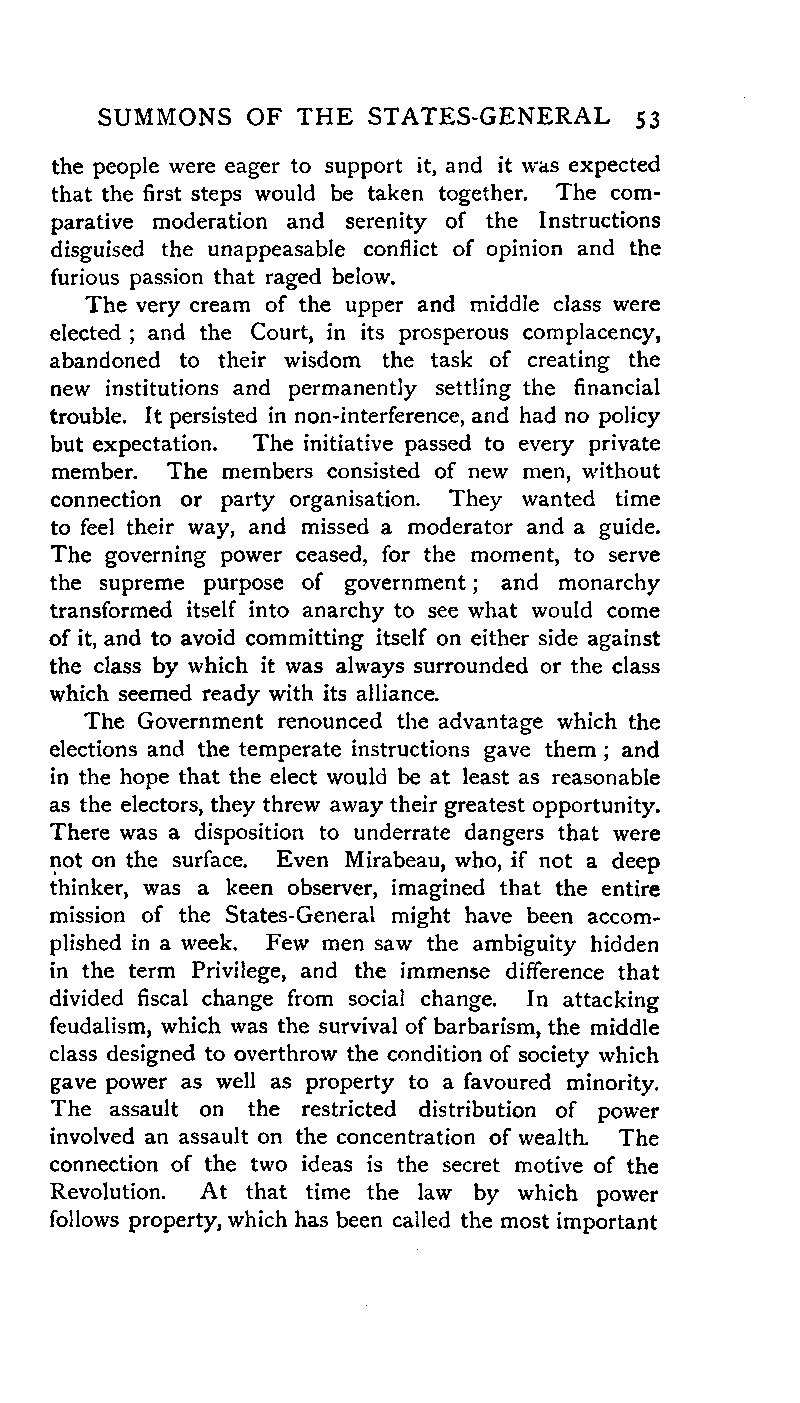 SUMMONS OF THE STATES-GENERAL 53
the people were eager to support it, and it was expected
that the first steps would be taken together. The com-
parative moderation and serenity of the Instructions
disguised the unappeasable conflict of opinion and the
furious passion that raged below.
The very cream of the upper and middle class were
elected ; and the Court, in its prosperous complacency,
abandoned to their wisdom the task of creating the
new institutions and permanently settling the financial
trouble. It persisted in non-interference, and had no policy
but expectation. The initiative passed to every private
member. The members consisted of new men, without
connection or party organisation. They wanted time
to feel their way, and missed a moderator and a guide.
The governing power ceased, for the moment, to serve
the supreme purpose of government ; and monarchy
transformed itself into anarchy to see what would come
of it, and to avoid committing itself on either side against
the class by which it was always surrounded or the class
which seemed ready with its alliance.
The Government renounced the advantage which the
elections and the temperate instructions gave them ; and
in the hope that the elect would be at least as reasonable
as the electors, they threw away their greatest opportunity.
There was a disposition to underrate dangers that were
not on the surface. Even Mirabeau, who, if not a deep
thinker, was a keen observer, imagined that the entire
mission of the States-General might have been accom-
plished in a week. Few men saw the ambiguity hidden
in the term Privilege, and the immense difference that
divided fiscal change from social change. In attacking
feudalism, which was the survival of barbarism, the middle
class designed to overthrow the condition of society which
gave power as well as property to a favoured minority.
The assault on the restricted distribution of power
involved an assault on the concentration of wealth. The
connection of the two ideas is the secret motive of the
Revolution. At that time the law by which power
follows property, which has been called the most important